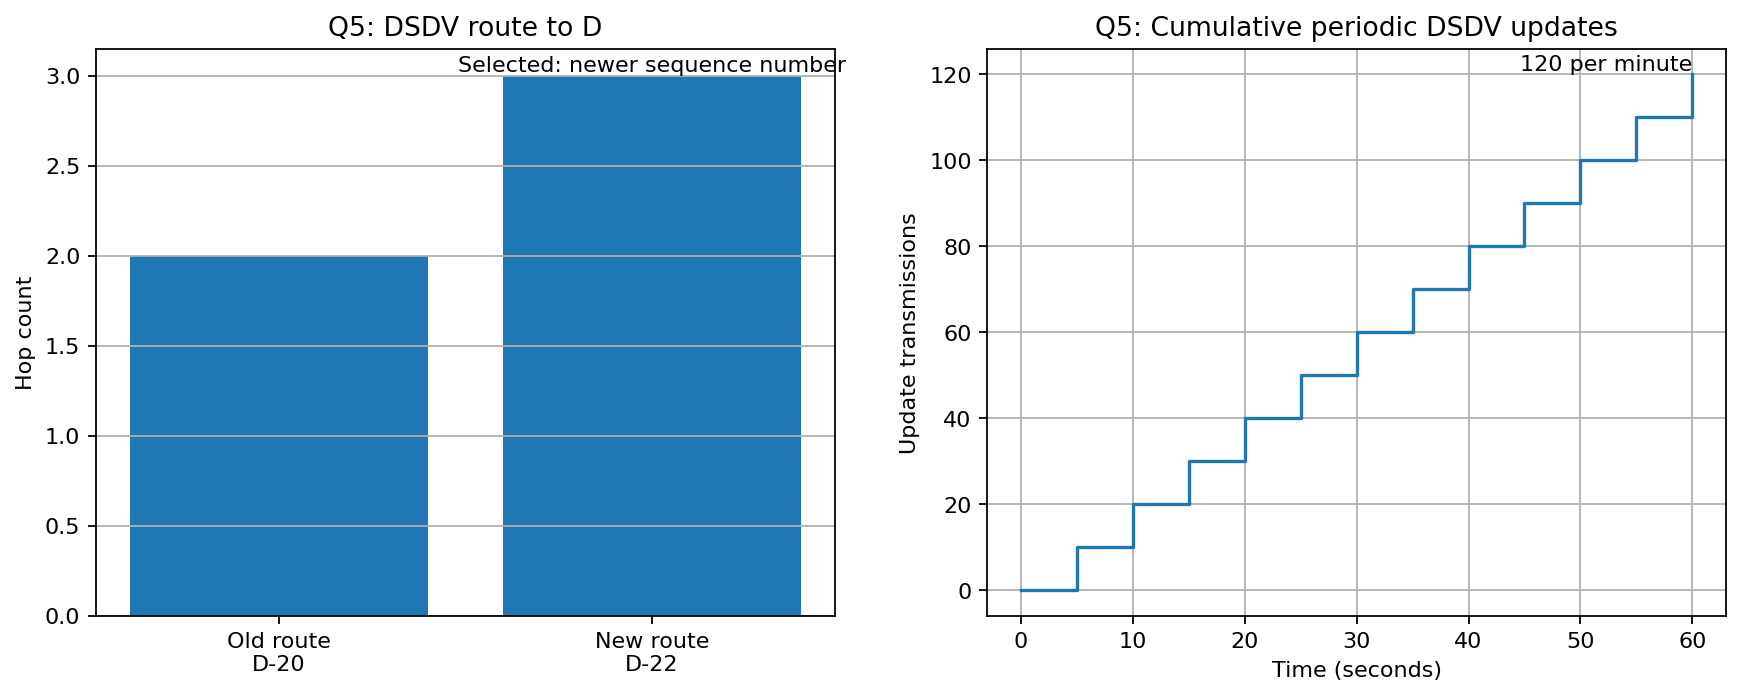 Q5: DSDV route to D
Selected: newer sequence number
Hop count
3.0
2.5
2.0
1.5
1.0
0.5
0.0
Old route
D-20
New route
D-22
Q5: Cumulative periodic DSDV updates
120 per minute
Update transmissions
120
100
80
60
40
20
0
0 10 20 30 40 50 60
Time (seconds)